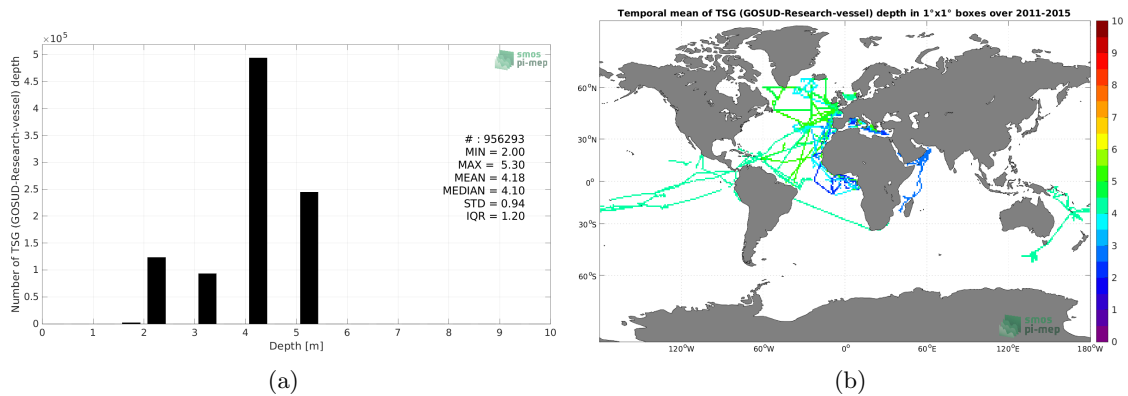 ×10⁵
5
4.5
4
3.5
3
2.5
2
1.5
1
0.5
0
Number of TSG (GOSUD-Research-vessel) depth
smos
pi-mep
# : 956293
MIN = 2.00
MAX = 5.30
MEAN = 4.18
MEDIAN = 4.10
STD = 0.94
IQR = 1.20
0 1 2 3 4 5 6 7 8 9 10
Depth [m]
(a)
Temporal mean of TSG (GOSUD-Research-vessel) depth in 1°x1° boxes over 2011-2015
60°N
30°N
0°
30°S
60°S
120°W 60°W 0° 60°E 120°E 180°W
smos
pi-mep
10
9
8
7
6
5
4
3
2
1
0
(b)